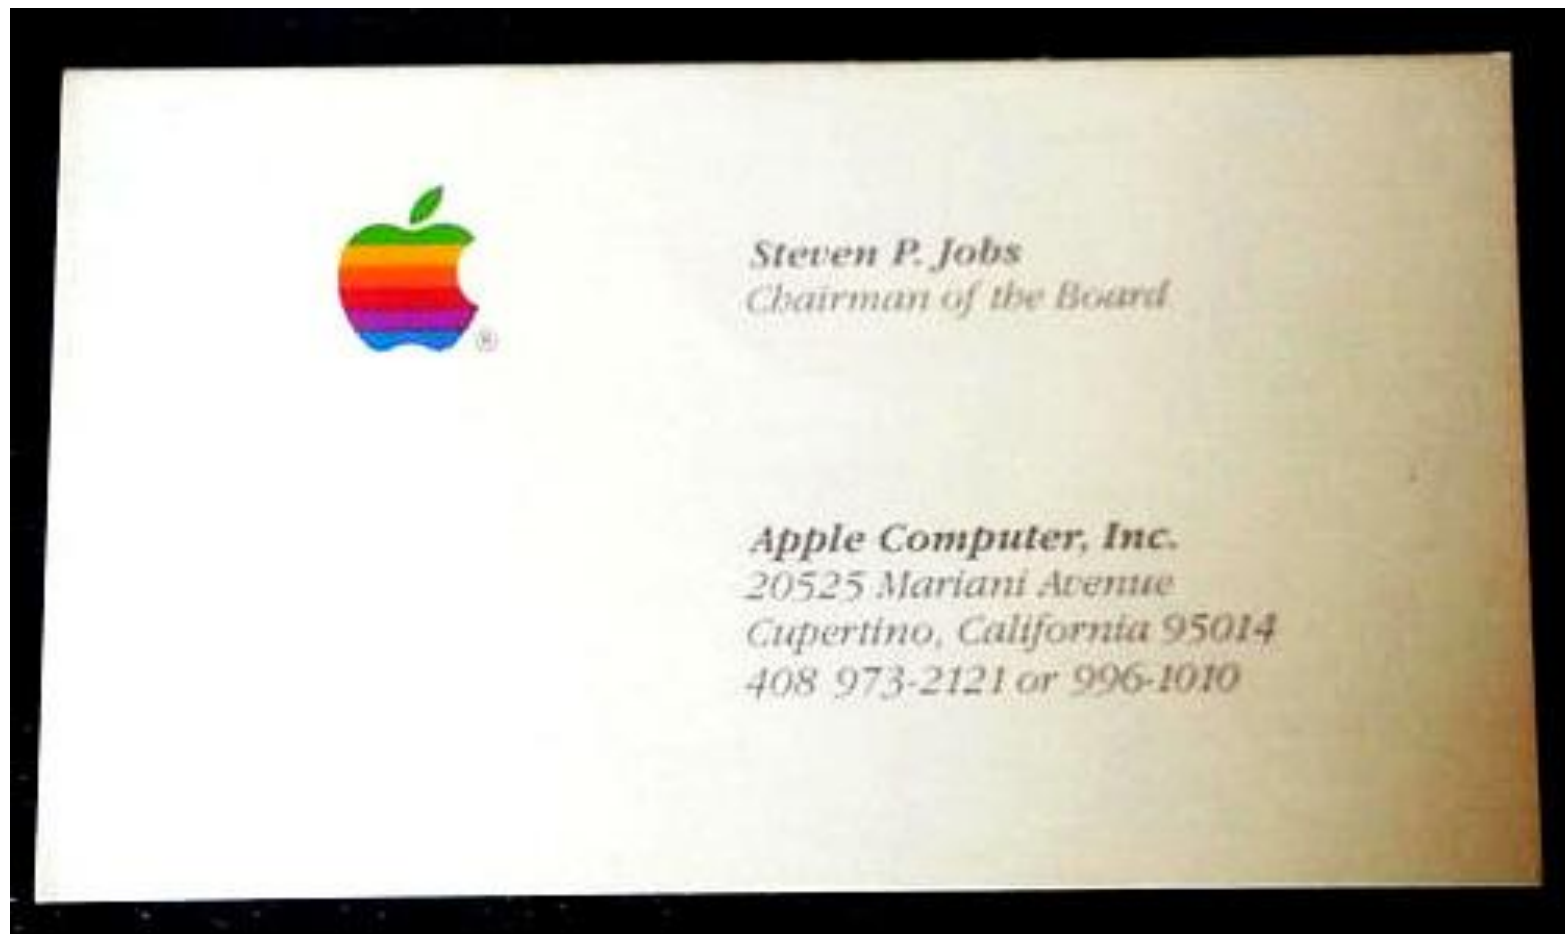 ®
Steven P. Jobs
Chairman of the Board
Apple Computer, Inc.
20525 Mariani Avenue
Cupertino, California 95014
408 973-2121 or 996-1010